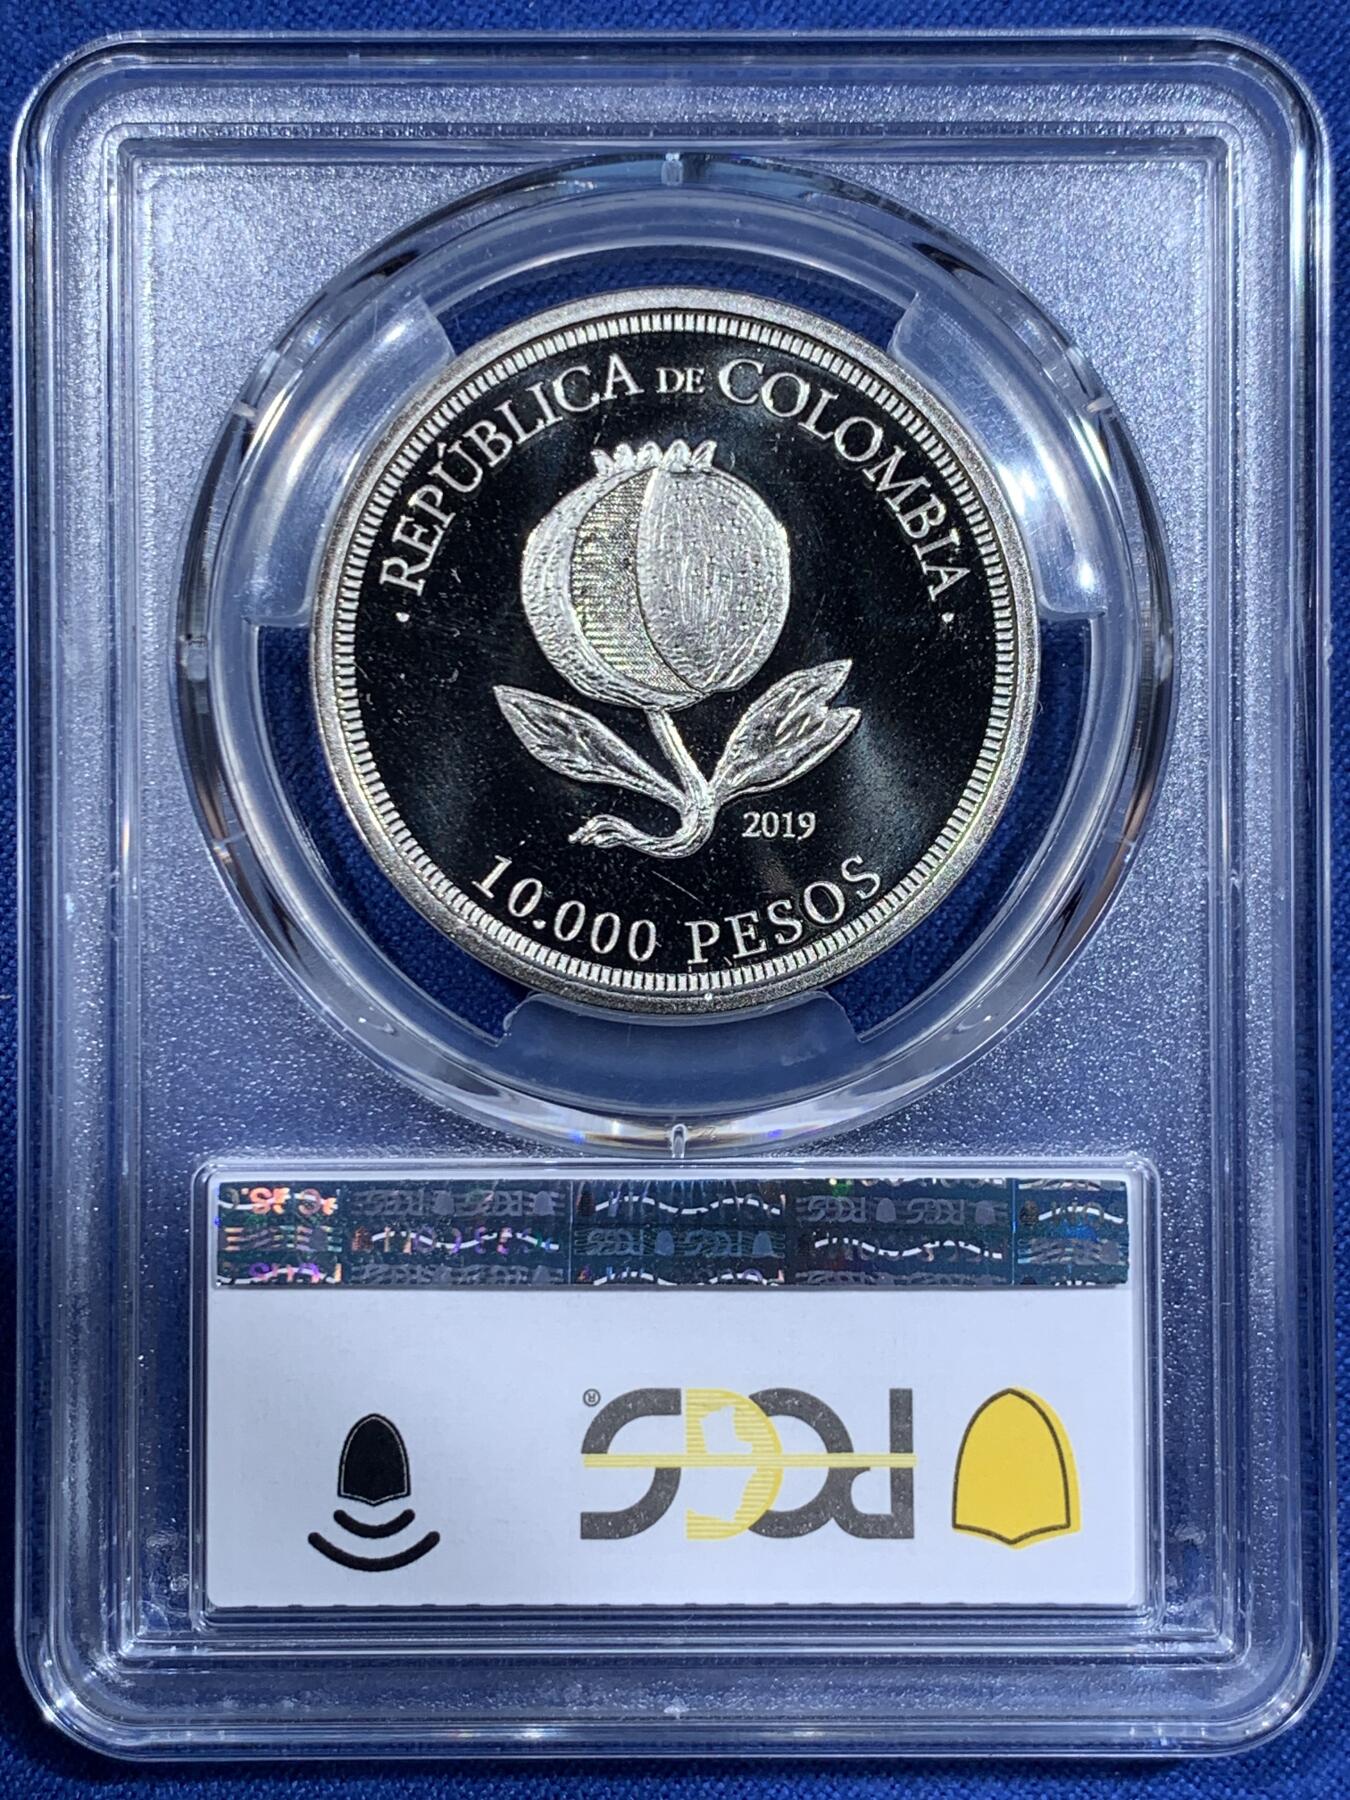 · REPÚBLICA DE COLOMBIA ·
2019
10.000 PESOS
PCGS®